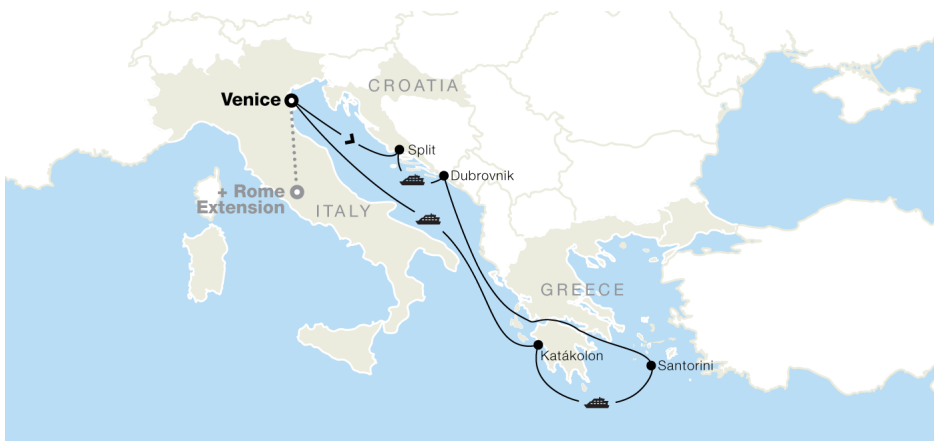 CROATIA
Venice
Split
Dubrovnik
+ Rome
Extension
ITALY
GREECE
Katákolon
Santorini